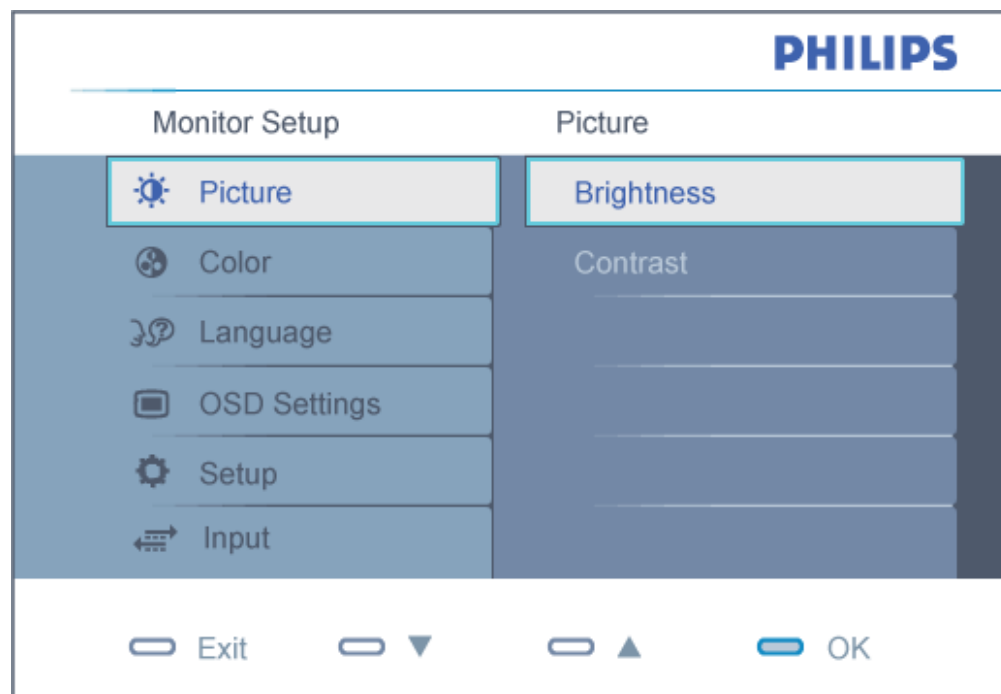 PHILIPS
Monitor Setup Picture
Picture Brightness
Color Contrast
Language
OSD Settings
Setup
Input
Exit ▼ ▲ OK